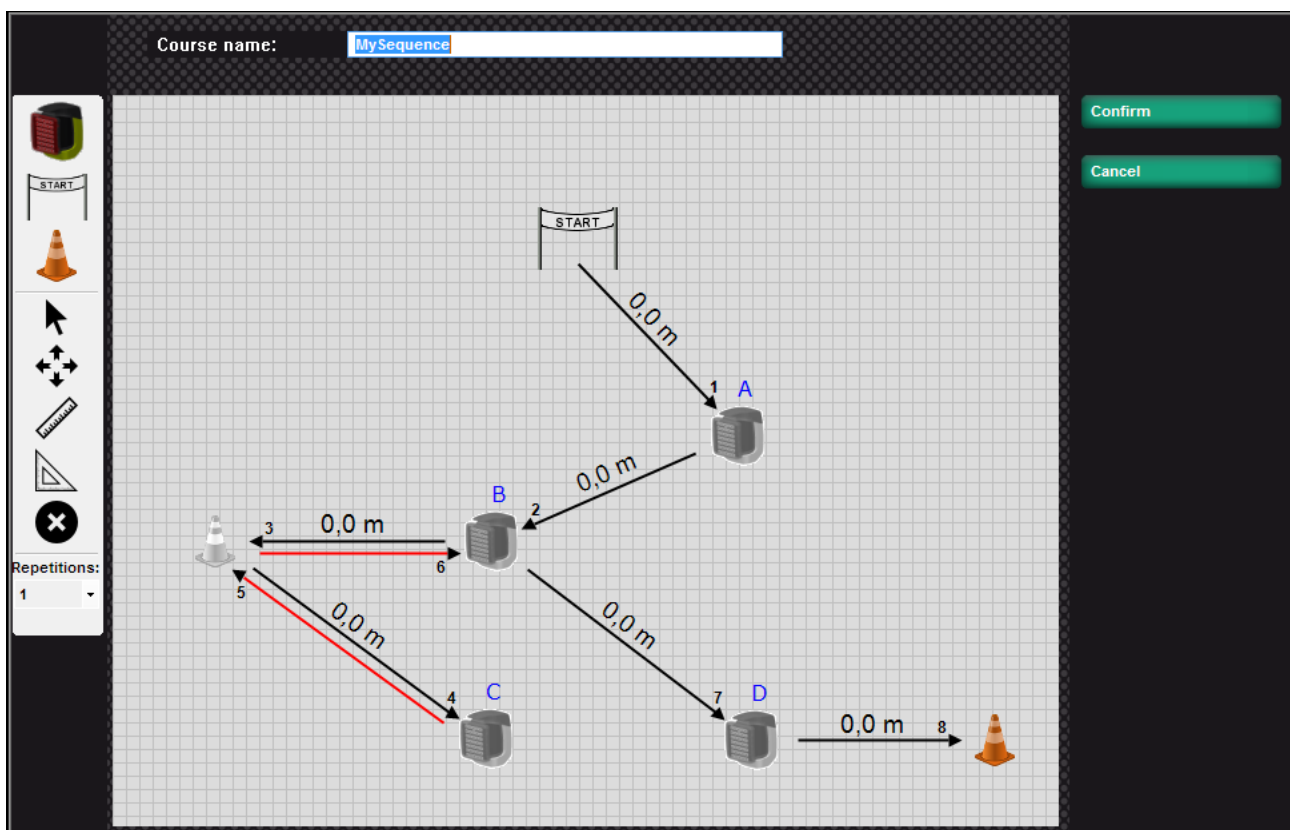 Course name:
MySequence
Confirm
Cancel
START
START
0,0 m
1
A
0,0 m
B
2
3
0,0 m
6
5
Repetitions:
1
0,0 m
0,0 m
4
C
7
D
0,0 m
8